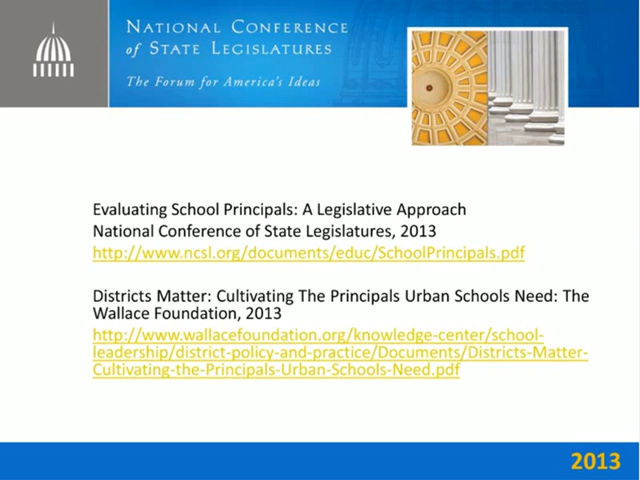 NATIONAL CONFERENCE
of STATE LEGISLATURES
The Forum for America's Ideas
Evaluating School Principals: A Legislative Approach
National Conference of State Legislatures, 2013
http://www.ncsl.org/documents/educ/SchoolPrincipals.pdf
Districts Matter: Cultivating The Principals Urban Schools Need: The
Wallace Foundation, 2013
http://www.wallacefoundation.org/knowledge-center/school-
leadership/district-policy-and-practice/Documents/Districts-Matter-
Cultivating-the-Principals-Urban-Schools-Need.pdf
2013